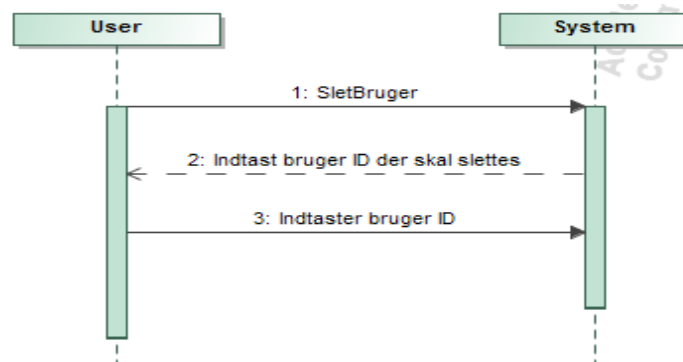 User
System
1: SletBruger
2: Indtast bruger ID der skal slettes
3: Indtaster bruger ID